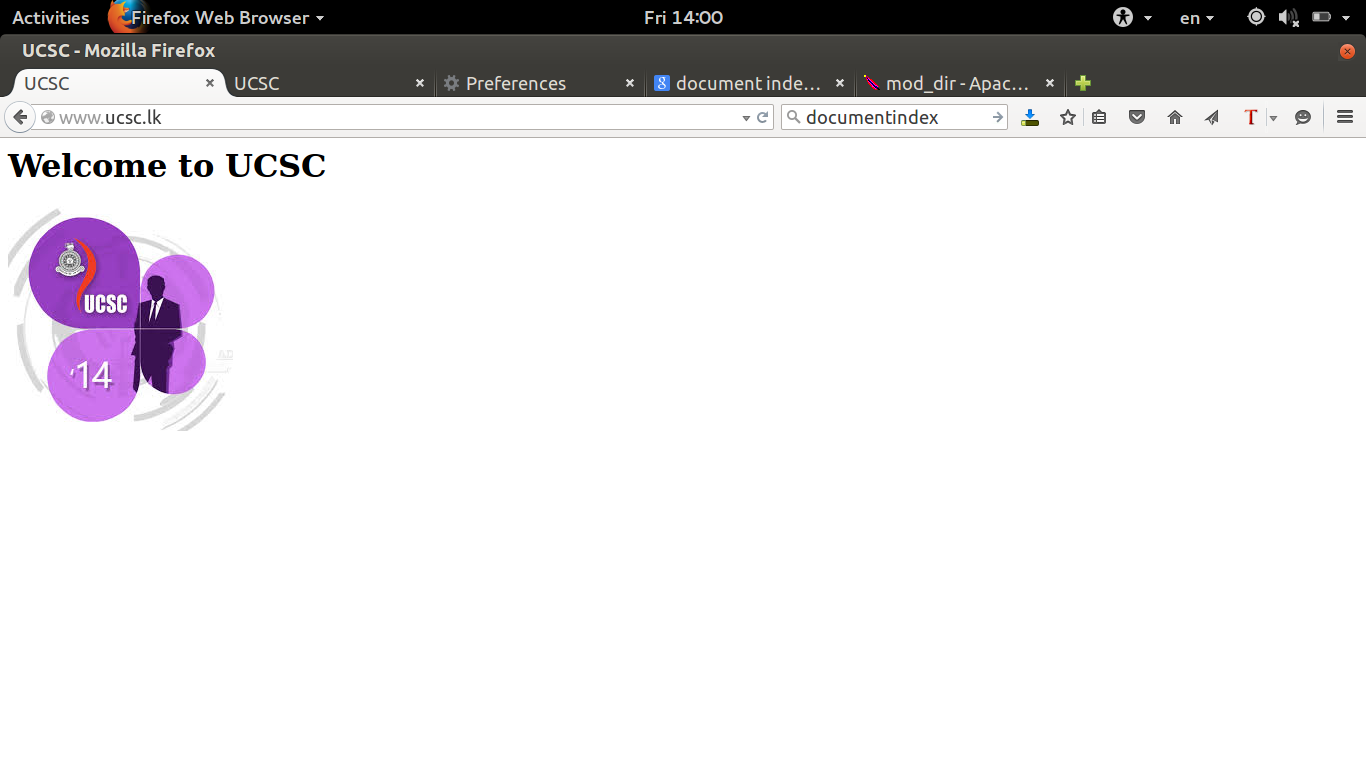 Activities Firefox Web Browser Fri 14:00 en
UCSC - Mozilla Firefox
UCSC UCSC Preferences document inde... mod_dir - Apac...
www.ucsc.lk documentindex T
Welcome to UCSC
UCSC
'14